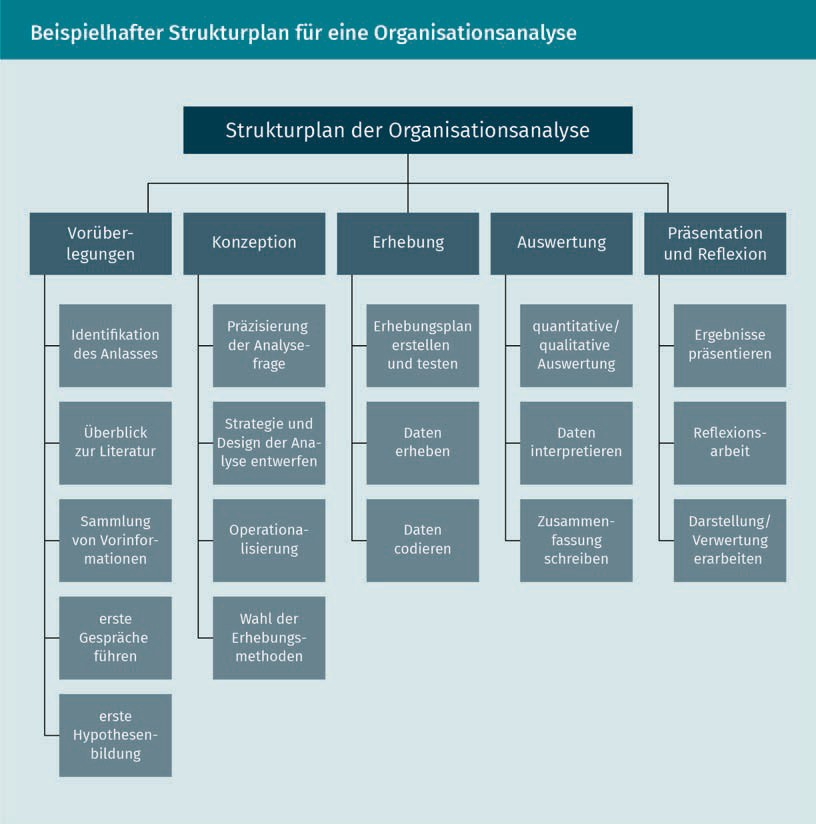 Beispielhafter Strukturplan für eine Organisationsanalyse
Strukturplan der Organisationsanalyse
Vorüber-
legungen
Identifikation
des Anlasses
Überblick
zur Literatur
Sammlung
von Vorinfor-
mationen
erste
Gespräche
führen
erste
Hypothesen-
bildung
Konzeption
Präzisierung
der Analyse-
frage
Strategie und
Design der Ana-
lyse entwerfen
Operationa-
lisierung
Wahl der
Erhebungs-
methoden
Erhebung
Erhebungsplan
erstellen
und testen
Daten
erheben
Daten
codieren
Auswertung
quantitative/
qualitative
Auswertung
Daten
interpretieren
Zusammen-
fassung
schreiben
Präsentation
und Reflexion
Ergebnisse
präsentieren
Reflexions-
arbeit
Darstellung/
Verwertung
erarbeiten